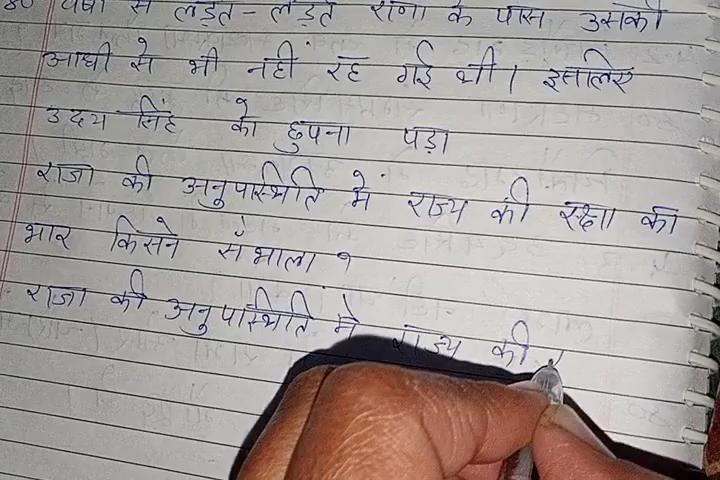 वर्षो से लड़ते - लड़ते राणा के पास उसकी
आधी से भी नहीं रह गई थी। इसलिए
उदय सिंह को छुपना पड़ा
राजा की अनुपस्थिति में राज्य की रक्षा का
भार किसने सँभाला ?
राजा की अनुपस्थिति मे राज्य की